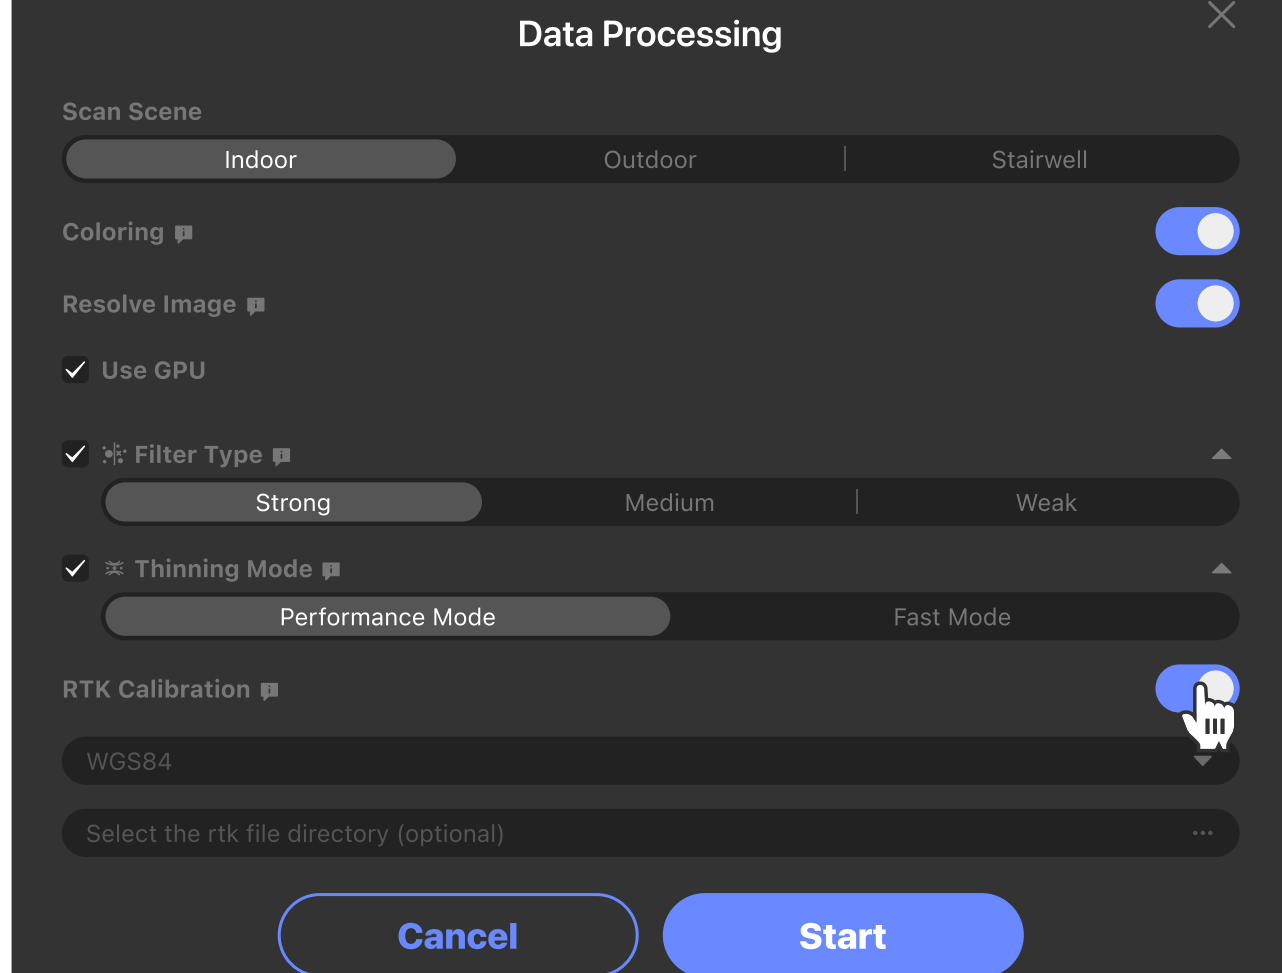 Data Processing
Scan Scene
Indoor Outdoor Stairwell
Coloring
Resolve Image
Use GPU
Filter Type
Strong Medium Weak
Thinning Mode
Performance Mode Fast Mode
RTK Calibration
WGS84
Select the rtk file directory (optional)
Cancel Start